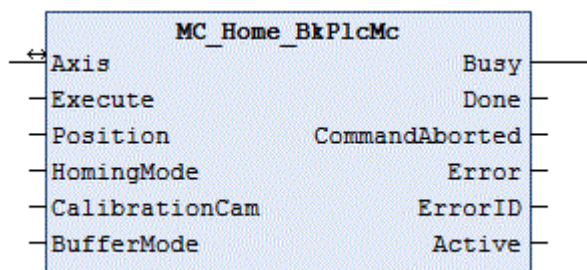 MC_Home_BkPlcMc
Axis Busy
Execute Done
Position CommandAborted
HomingMode Error
CalibrationCam ErrorID
BufferMode Active